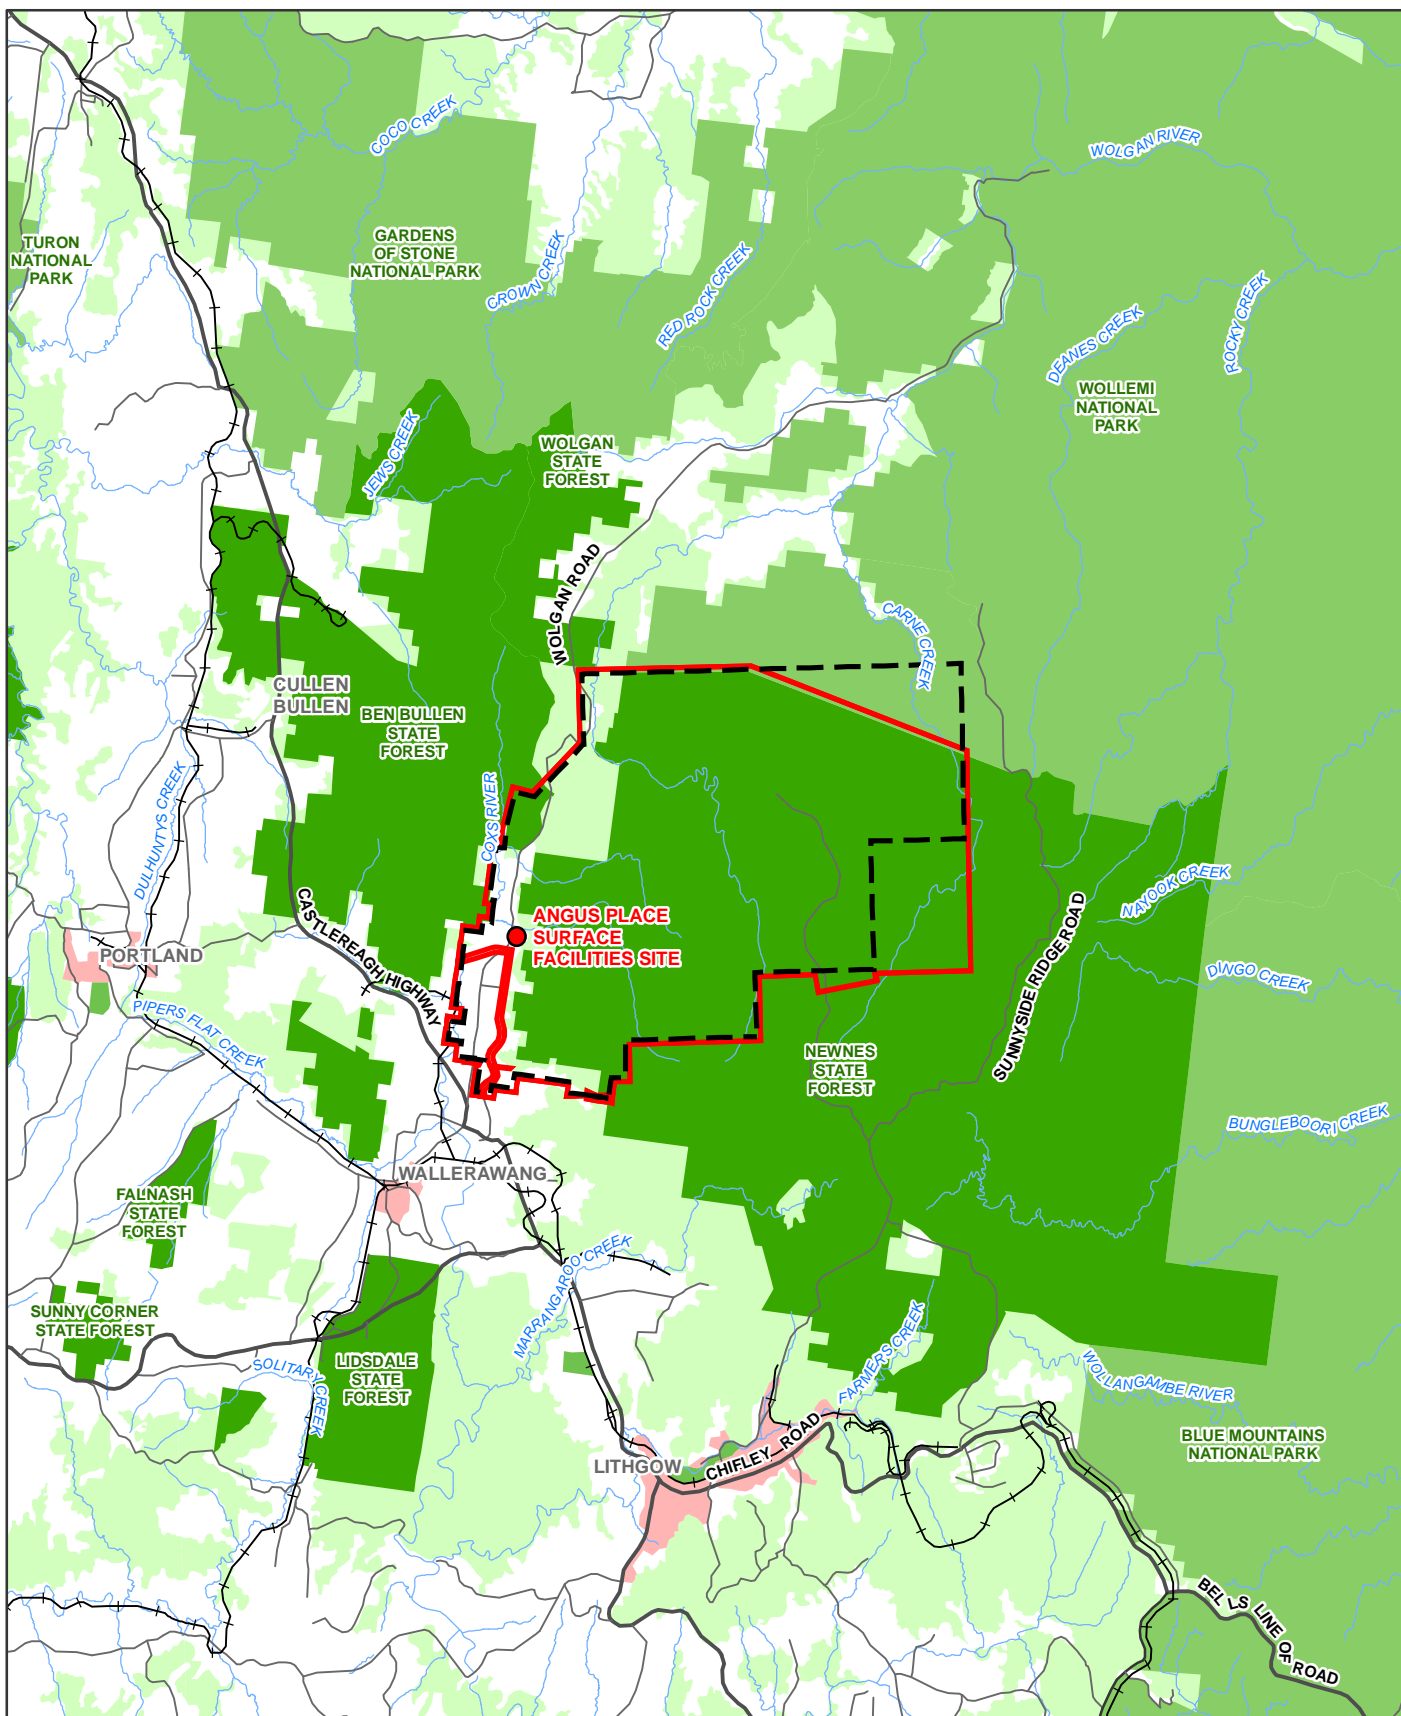 COCO CREEK
WOLGAN RIVER
TURON
NATIONAL
PARK
GARDENS
OF STONE
NATIONAL PARK
CROWN CREEK
RED ROCK CREEK
DEANES CREEK
ROCKY CREEK
WOLLEMI
NATIONAL
PARK
JEWS CREEK
WOLGAN
STATE
FOREST
WOLGAN ROAD
CARNE CREEK
CULLEN
BULLEN
BEN BULLEN
STATE
FOREST
DULHUNTYS CREEK
COXS RIVER
CASTLEREAGH HIGHWAY
ANGUS PLACE
SURFACE
FACILITIES SITE
NAYOOK CREEK
SUNNYSIDE RIDGE ROAD
PORTLAND
DINGO CREEK
PIPERS FLAT CREEK
NEWNES
STATE
FOREST
BUNGLEBOORI CREEK
WALLERAWANG
FALNASH
STATE
FOREST
MARRANGAROO CREEK
SUNNY CORNER
STATE FOREST
LIDSDALE
STATE
FOREST
SOLITARY CREEK
FARMERS CREEK
WOLLANGAMBE RIVER
BLUE MOUNTAINS
NATIONAL PARK
LITHGOW
CHIFLEY ROAD
BELLS LINE OF ROAD